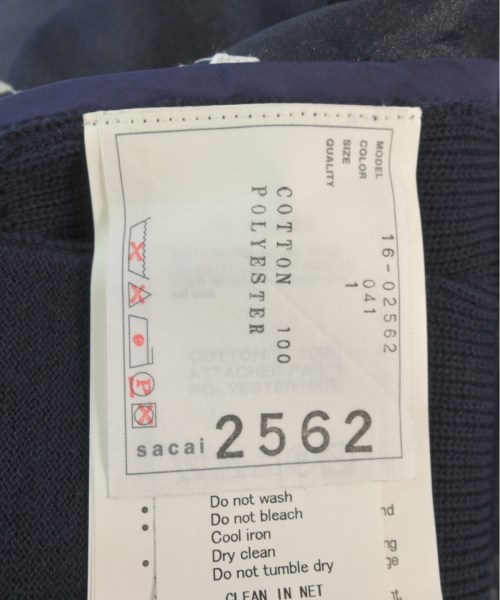 MODEL 16-02562
COLOR 041
SIZE 1
QUALITY
COTTON 100
POLYESTER
P
sacai 2562
Do not wash
Do not bleach
Cool iron
Dry clean
Do not tumble dry
CLEAN IN NET